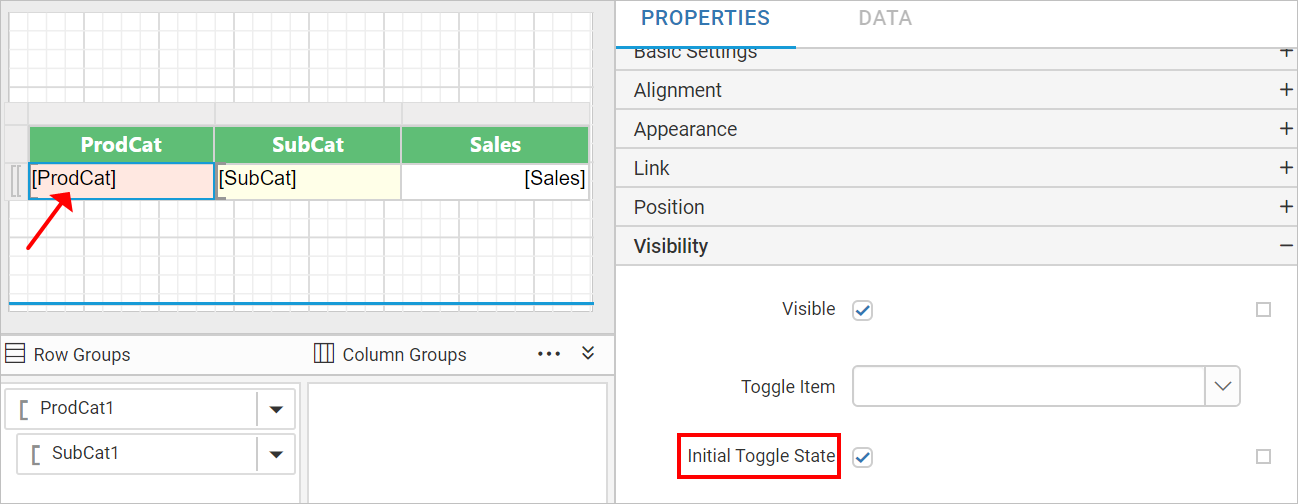 PROPERTIES DATA
Basic Settings
Alignment
Appearance
Link
Position
Visibility
Visible
Toggle Item
Initial Toggle State
ProdCat SubCat Sales
[ProdCat] [SubCat] [Sales]
Row Groups Column Groups
ProdCat1
SubCat1